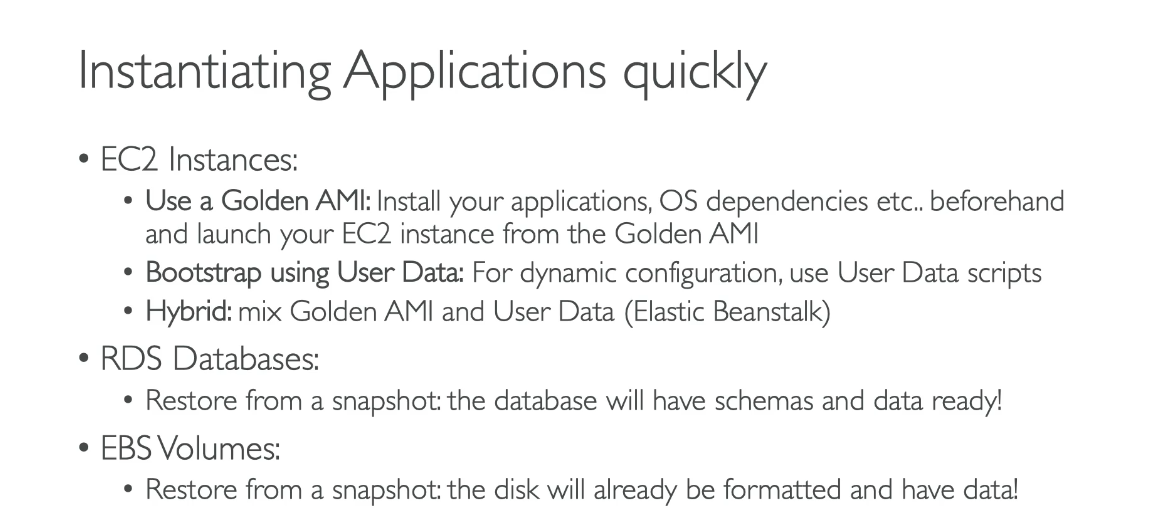 Instantiating Applications quickly
• EC2 Instances:
• Use a Golden AMI: Install your applications, OS dependencies etc.. beforehand
and launch your EC2 instance from the Golden AMI
• Bootstrap using User Data: For dynamic configuration, use User Data scripts
• Hybrid: mix Golden AMI and User Data (Elastic Beanstalk)
• RDS Databases:
• Restore from a snapshot: the database will have schemas and data ready!
• EBS Volumes:
• Restore from a snapshot: the disk will already be formatted and have data!